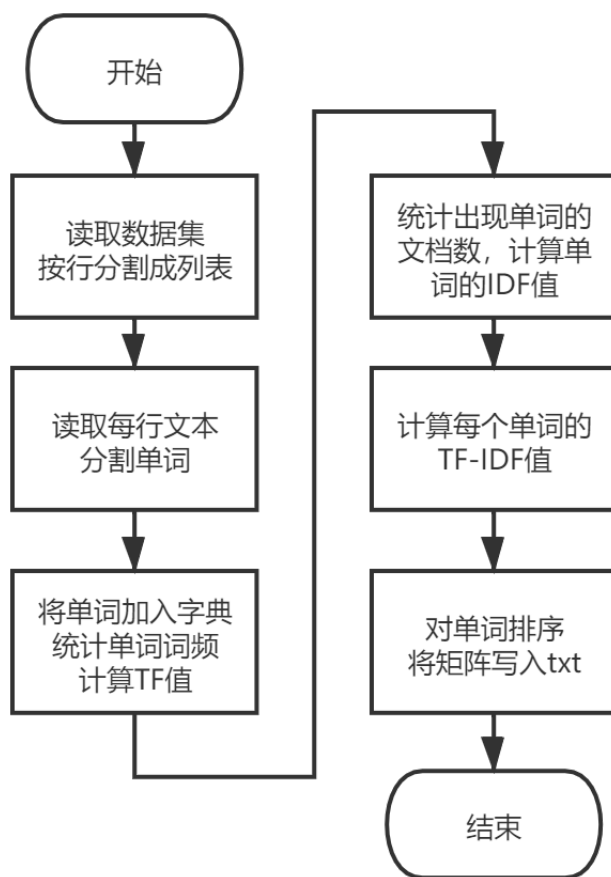 开始
读取数据集
按行分割成列表
读取每行文本
分割单词
将单词加入字典
统计单词词频
计算TF值
统计出现单词的
文档数，计算单
词的IDF值
计算每个单词的
TF-IDF值
对单词排序
将矩阵写入txt
结束